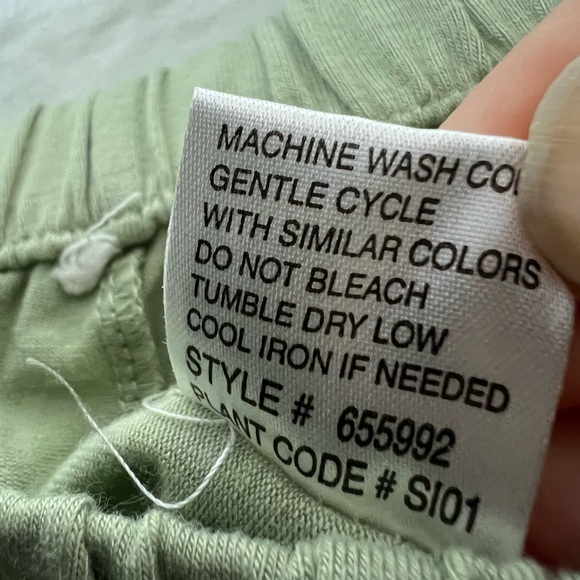 MACHINE WASH
GENTLE CYCLE
WITH SIMILAR COLORS
DO NOT BLEACH
TUMBLE DRY LOW
COOL IRON IF NEEDED
STYLE # 655992
PLANT CODE # SI01